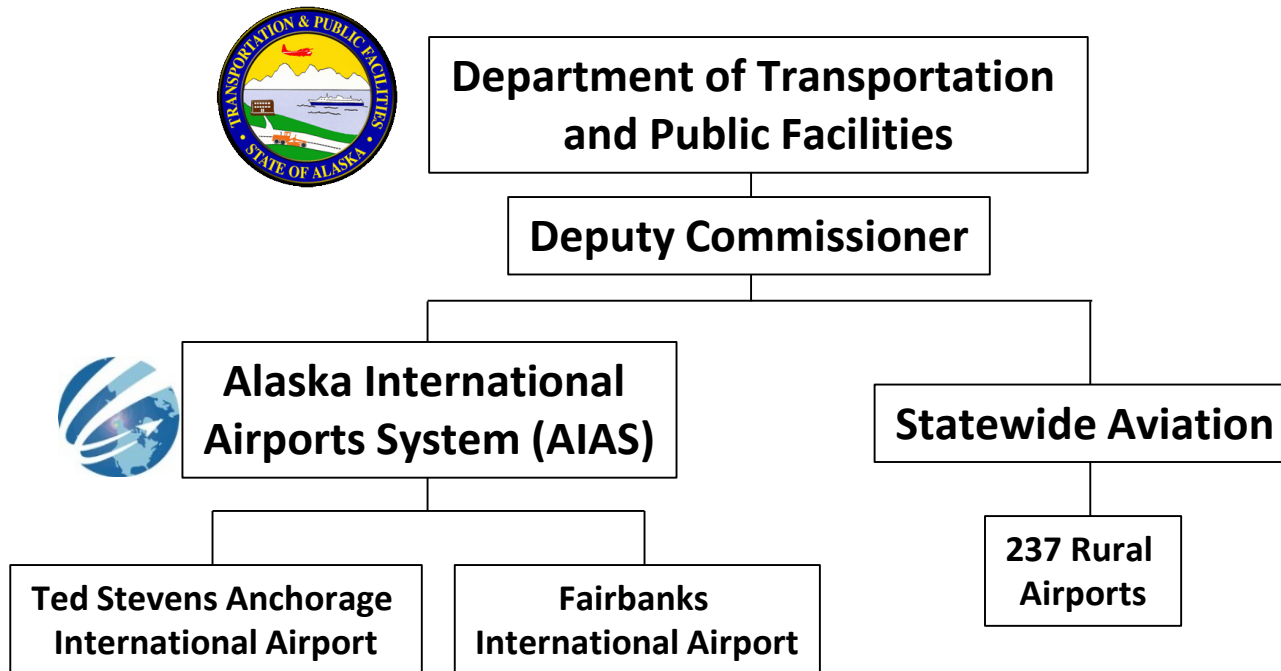 TRANSPORTATION & PUBLIC FACILITIES
STATE OF ALASKA
Department of Transportation
and Public Facilities
Deputy Commissioner
Alaska International
Airports System (AIAS)
Statewide Aviation
237 Rural
Airports
Ted Stevens Anchorage
International Airport
Fairbanks
International Airport